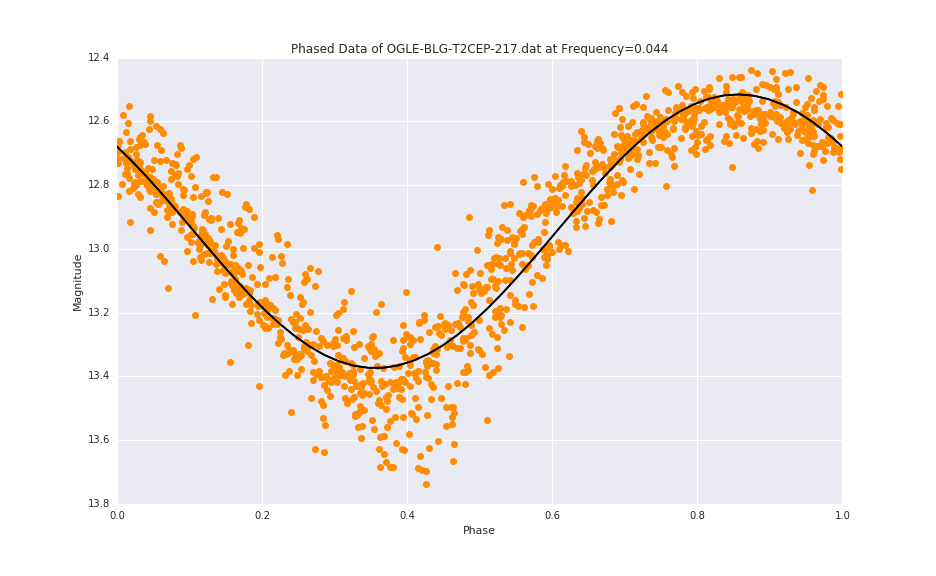 Phased Data of OGLE-BLG-T2CEP-217.dat at Frequency=0.044
12.4
12.6
12.8
13.0
13.2
13.4
13.6
13.8
Magnitude
0.0 0.2 0.4 0.6 0.8 1.0
Phase